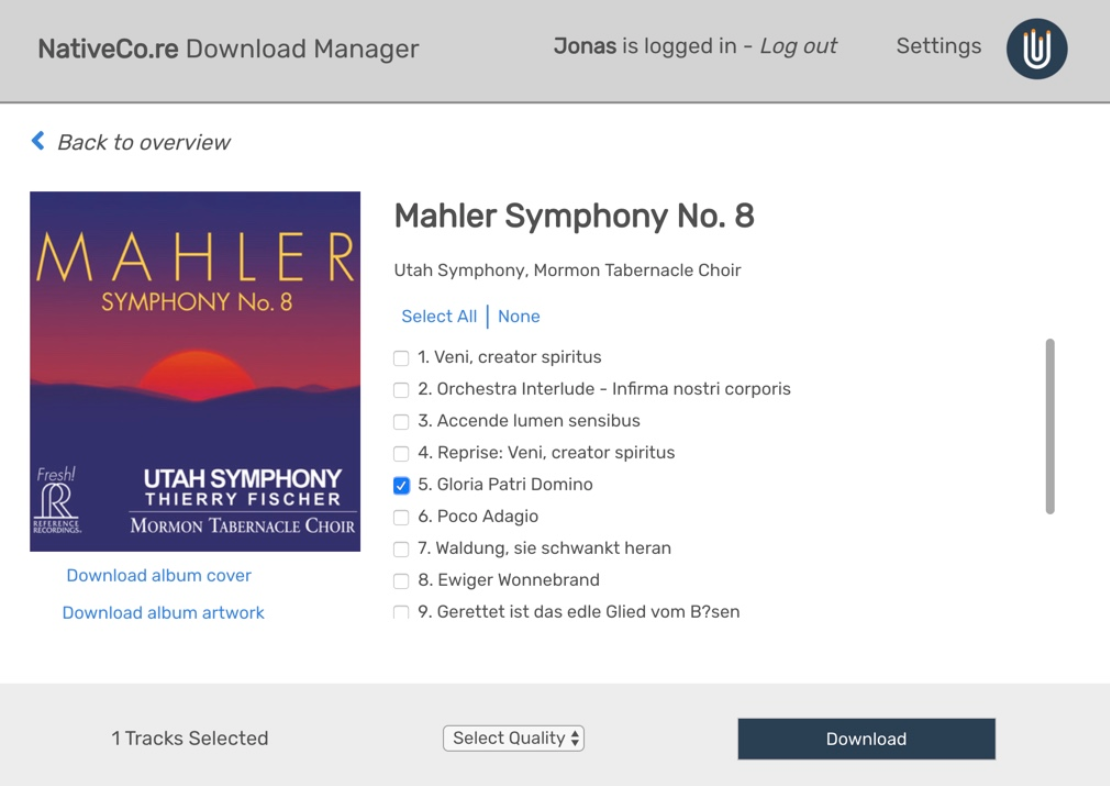 NativeCo.re Download Manager
Jonas is logged in - Log out
Settings
Back to overview
MAHLER
SYMPHONY No. 8
Fresh!
R
REFERENCE
RECORDINGS
UTAH SYMPHONY
THIERRY FISCHER
MORMON TABERNACLE CHOIR
Download album cover
Download album artwork
Mahler Symphony No. 8
Utah Symphony, Mormon Tabernacle Choir
Select All | None
1. Veni, creator spiritus
2. Orchestra Interlude - Infirma nostri corporis
3. Accende lumen sensibus
4. Reprise: Veni, creator spiritus
5. Gloria Patri Domino
6. Poco Adagio
7. Waldung, sie schwankt heran
8. Ewiger Wonnebrand
9. Gerettet ist das edle Glied vom B?sen
1 Tracks Selected
Select Quality
Download